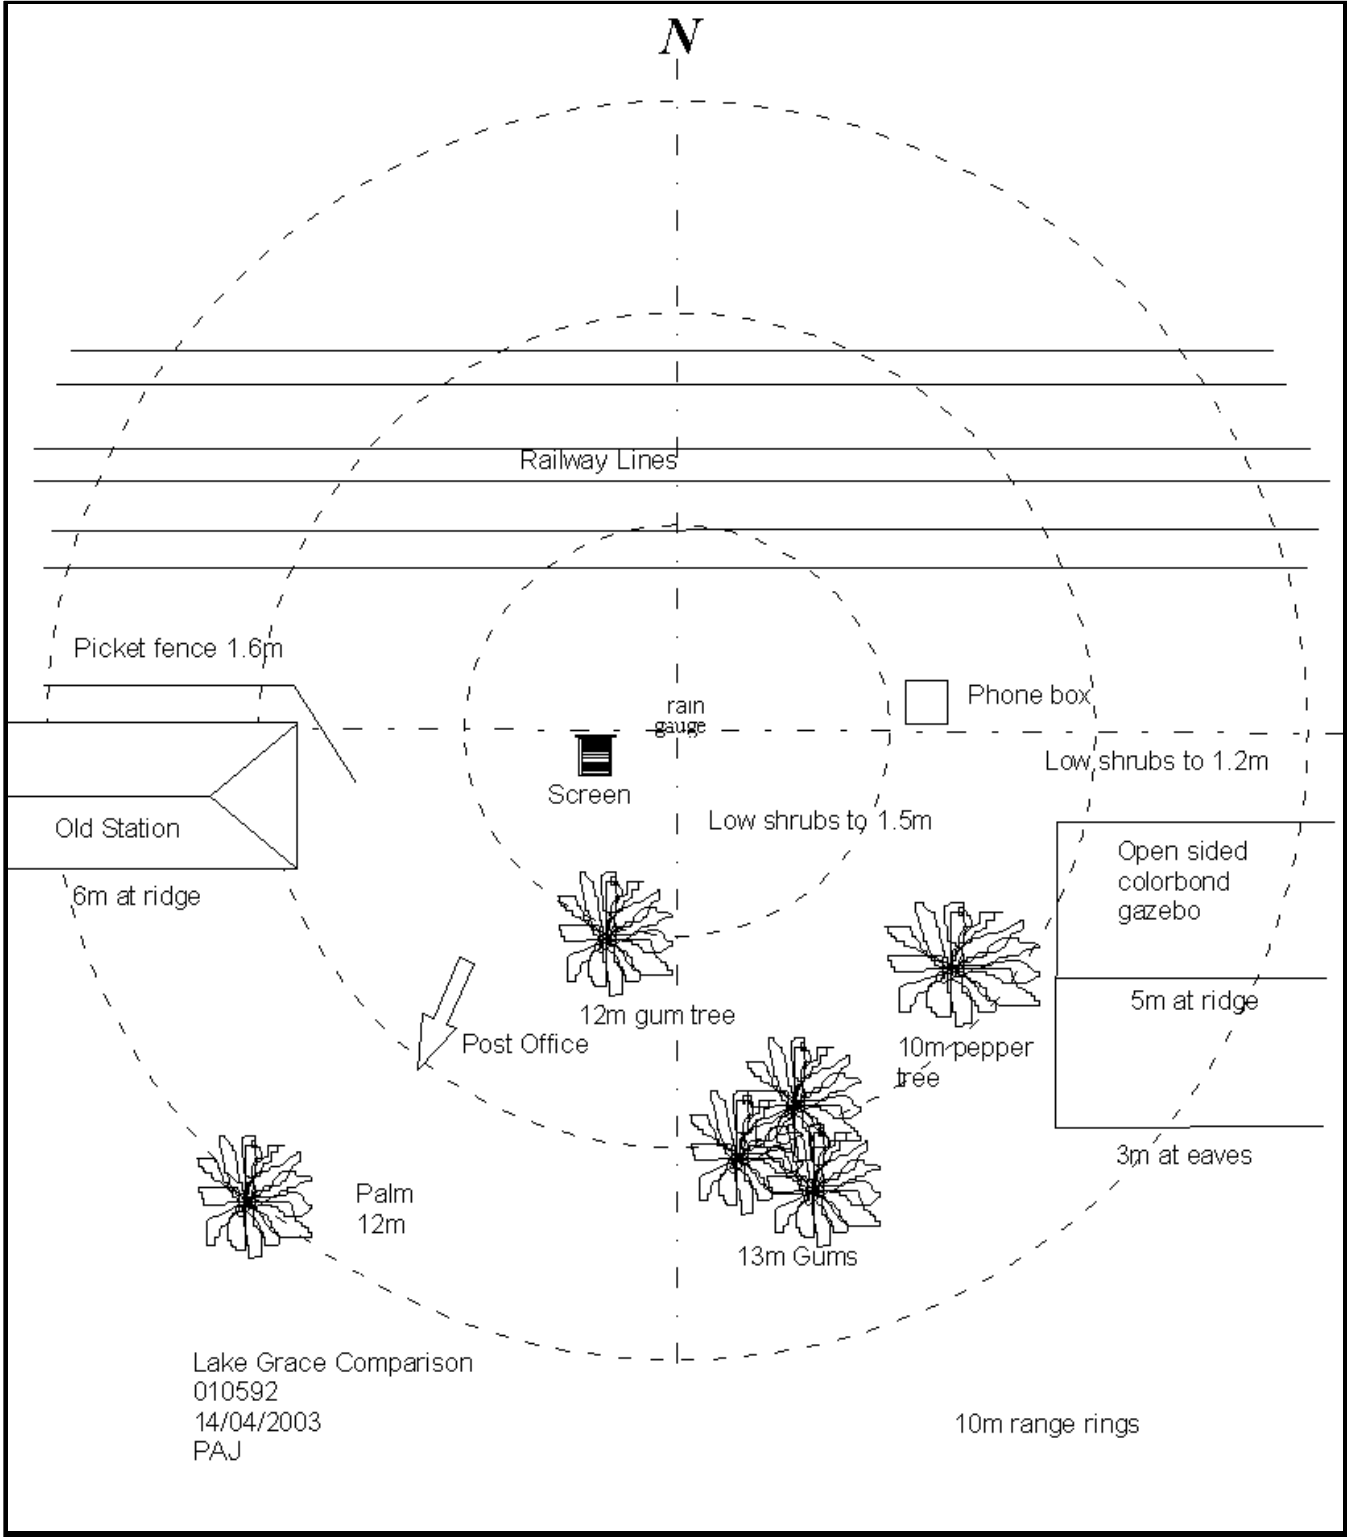 N
Railway Lines
Picket fence 1.6m
rain
gauge
Phone box
Low shrubs to 1.2m
Screen
Low shrubs to 1.5m
Old Station
Open sided
colorbond
gazebo
6m at ridge
5m at ridge
12m gum tree
Post Office
10m pepper
tree
3m at eaves
Palm
12m
13m Gums
Lake Grace Comparison
010592
14/04/2003
PAJ
10m range rings